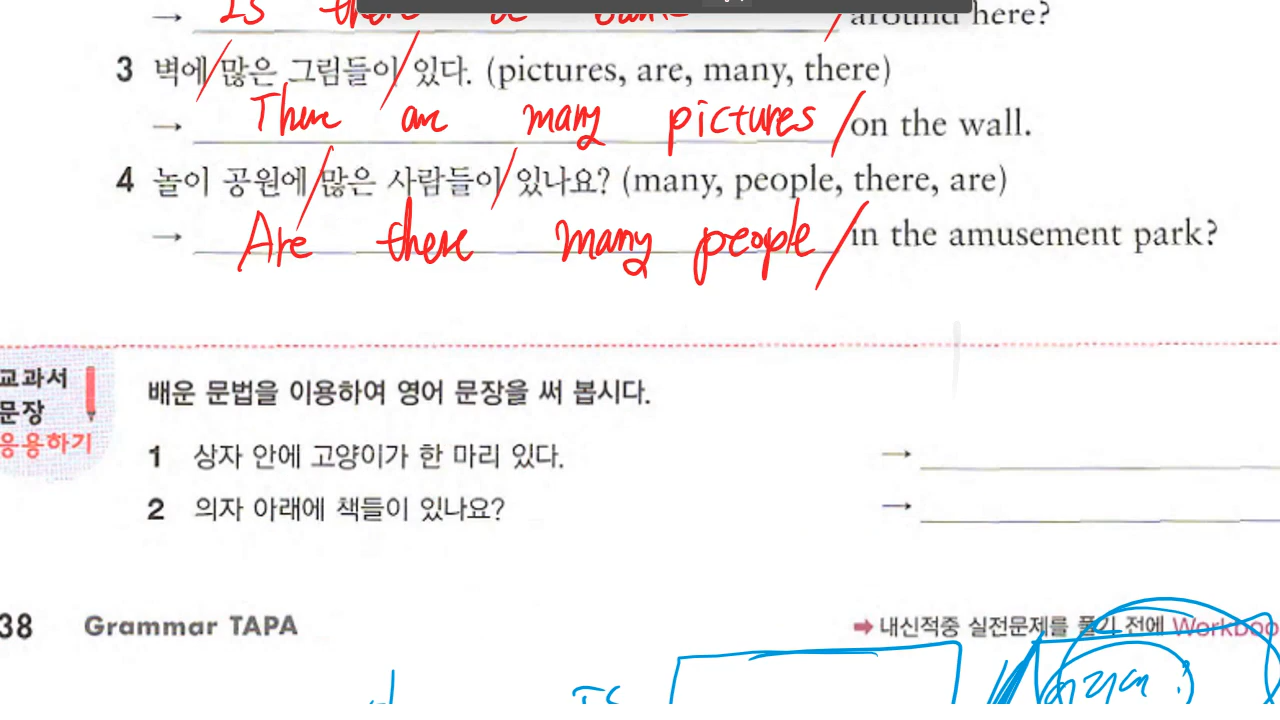 → Is there a bank / around here?
3 벽에/많은 그림들이/있다. (pictures, are, many, there)
→ There are many pictures / on the wall.
4 놀이 공원에/많은 사람들이/있나요? (many, people, there, are)
→ Are there many people / in the amusement park?
교과서
문장
응용하기
배운 문법을 이용하여 영어 문장을 써 봅시다.
1 상자 안에 고양이가 한 마리 있다. →
2 의자 아래에 책들이 있나요? →
38 Grammar TAPA
➡ 내신적중 실전문제를 풀기 전에 Workboo
IS